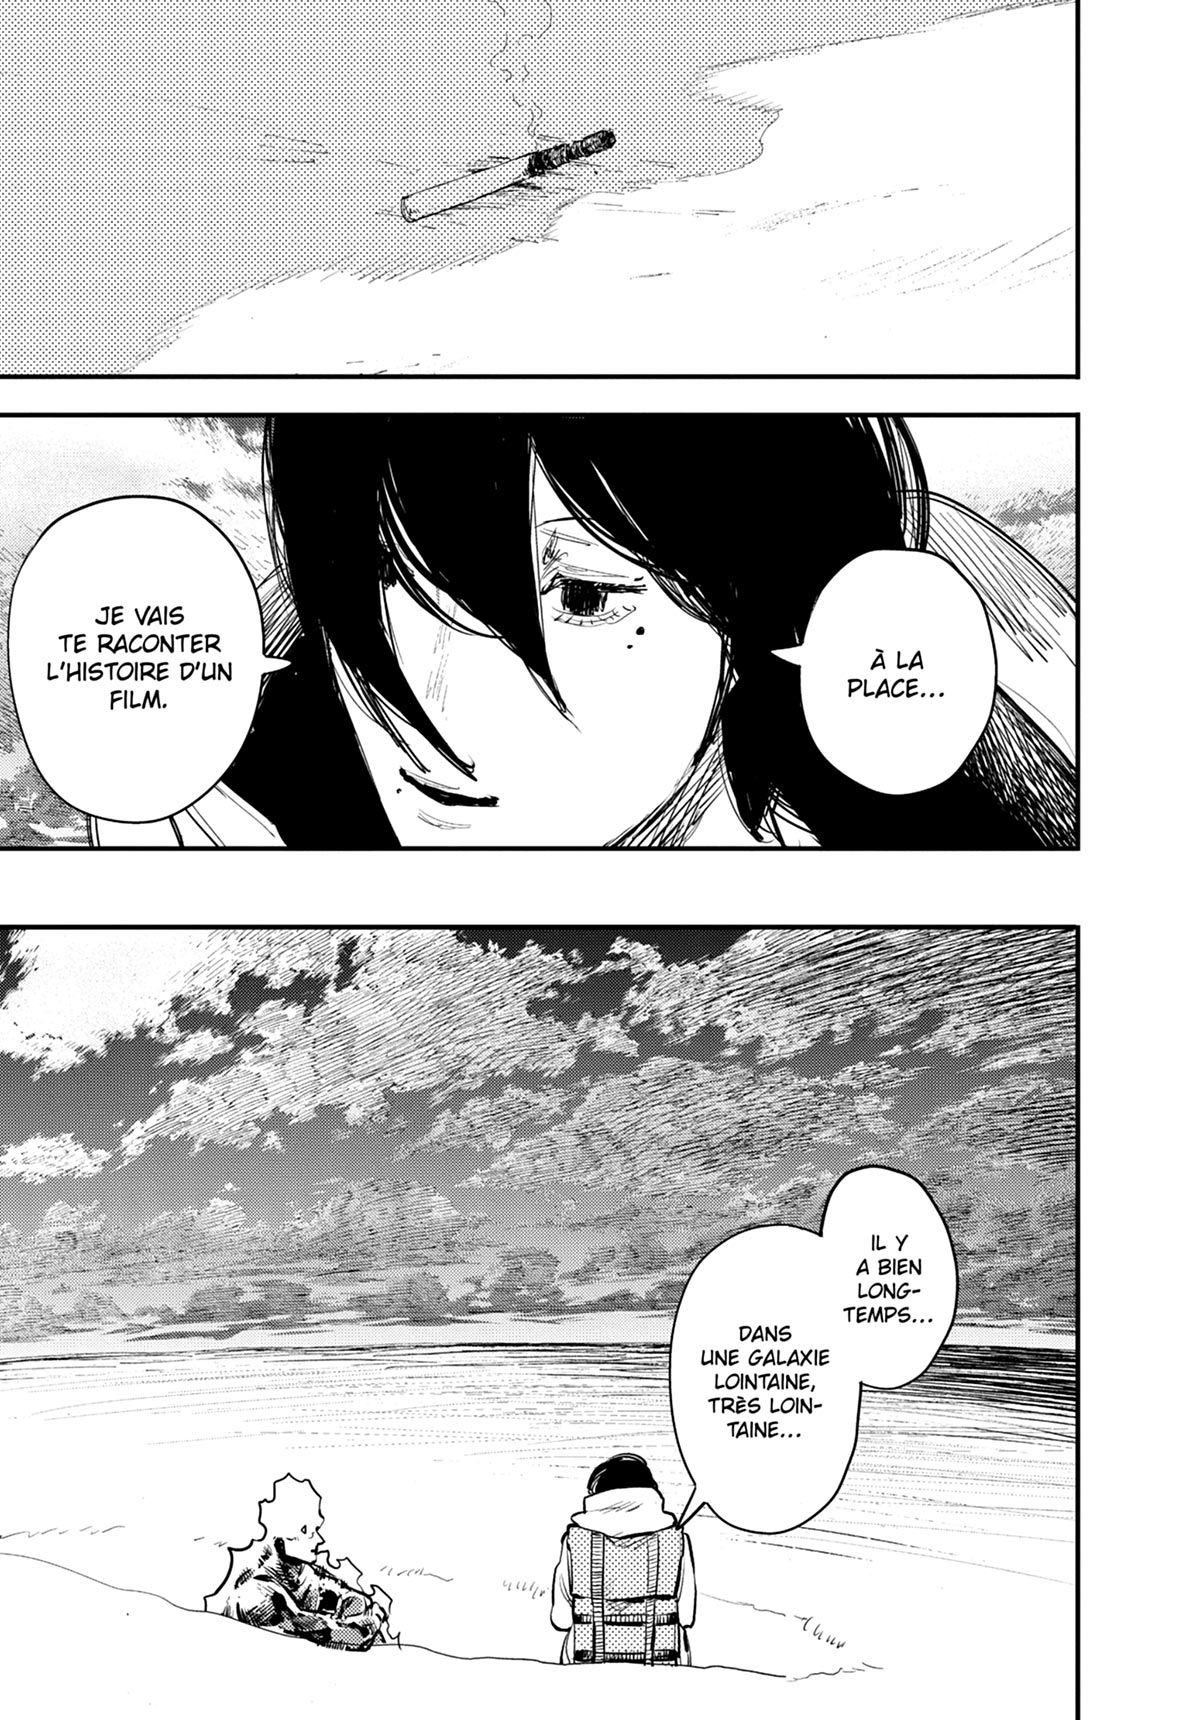 À LA
PLACE...
JE VAIS
TE RACONTER
L'HISTOIRE D'UN
FILM.
IL Y
A BIEN
LONG-
TEMPS...
DANS
UNE GALAXIE
LOINTAINE,
TRÈS LOIN-
TAINE...